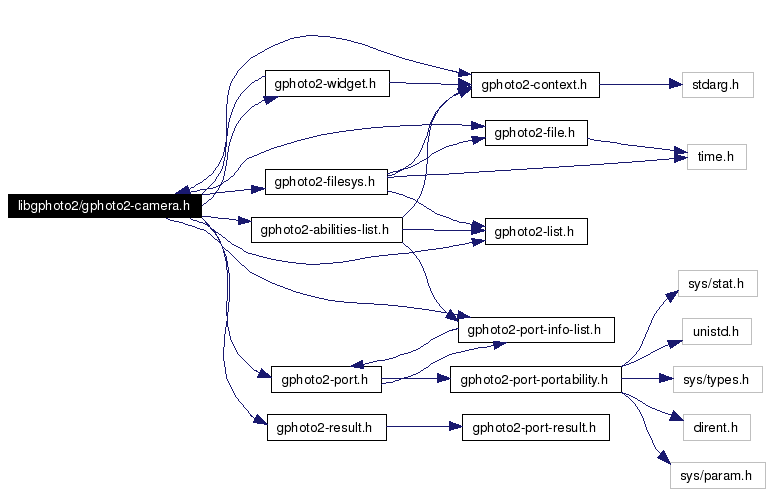 gphoto2-widget.h
gphoto2-context.h
stdarg.h
gphoto2-file.h
time.h
gphoto2-filesys.h
libgphoto2/gphoto2-camera.h
gphoto2-abilities-list.h
gphoto2-list.h
sys/stat.h
gphoto2-port-info-list.h
unistd.h
gphoto2-port.h
gphoto2-port-portability.h
sys/types.h
gphoto2-result.h
gphoto2-port-result.h
dirent.h
sys/param.h